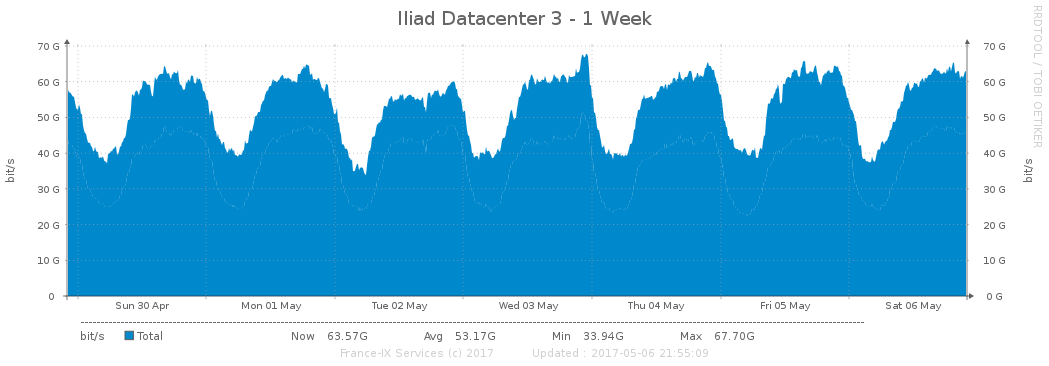 Iliad Datacenter 3 - 1 Week
RRDTOOL / TOBI OETIKER
bit/s
70 G 70 G
60 G 60 G
50 G 50 G
40 G 40 G
30 G 30 G
20 G 20 G
10 G 10 G
0 0 G
bit/s
Sun 30 Apr Mon 01 May Tue 02 May Wed 03 May Thu 04 May Fri 05 May Sat 06 May
bit/s Total Now 63.57G Avg 53.17G Min 33.94G Max 67.70G
France-IX Services (c) 2017 Updated : 2017-05-06 21:55:09